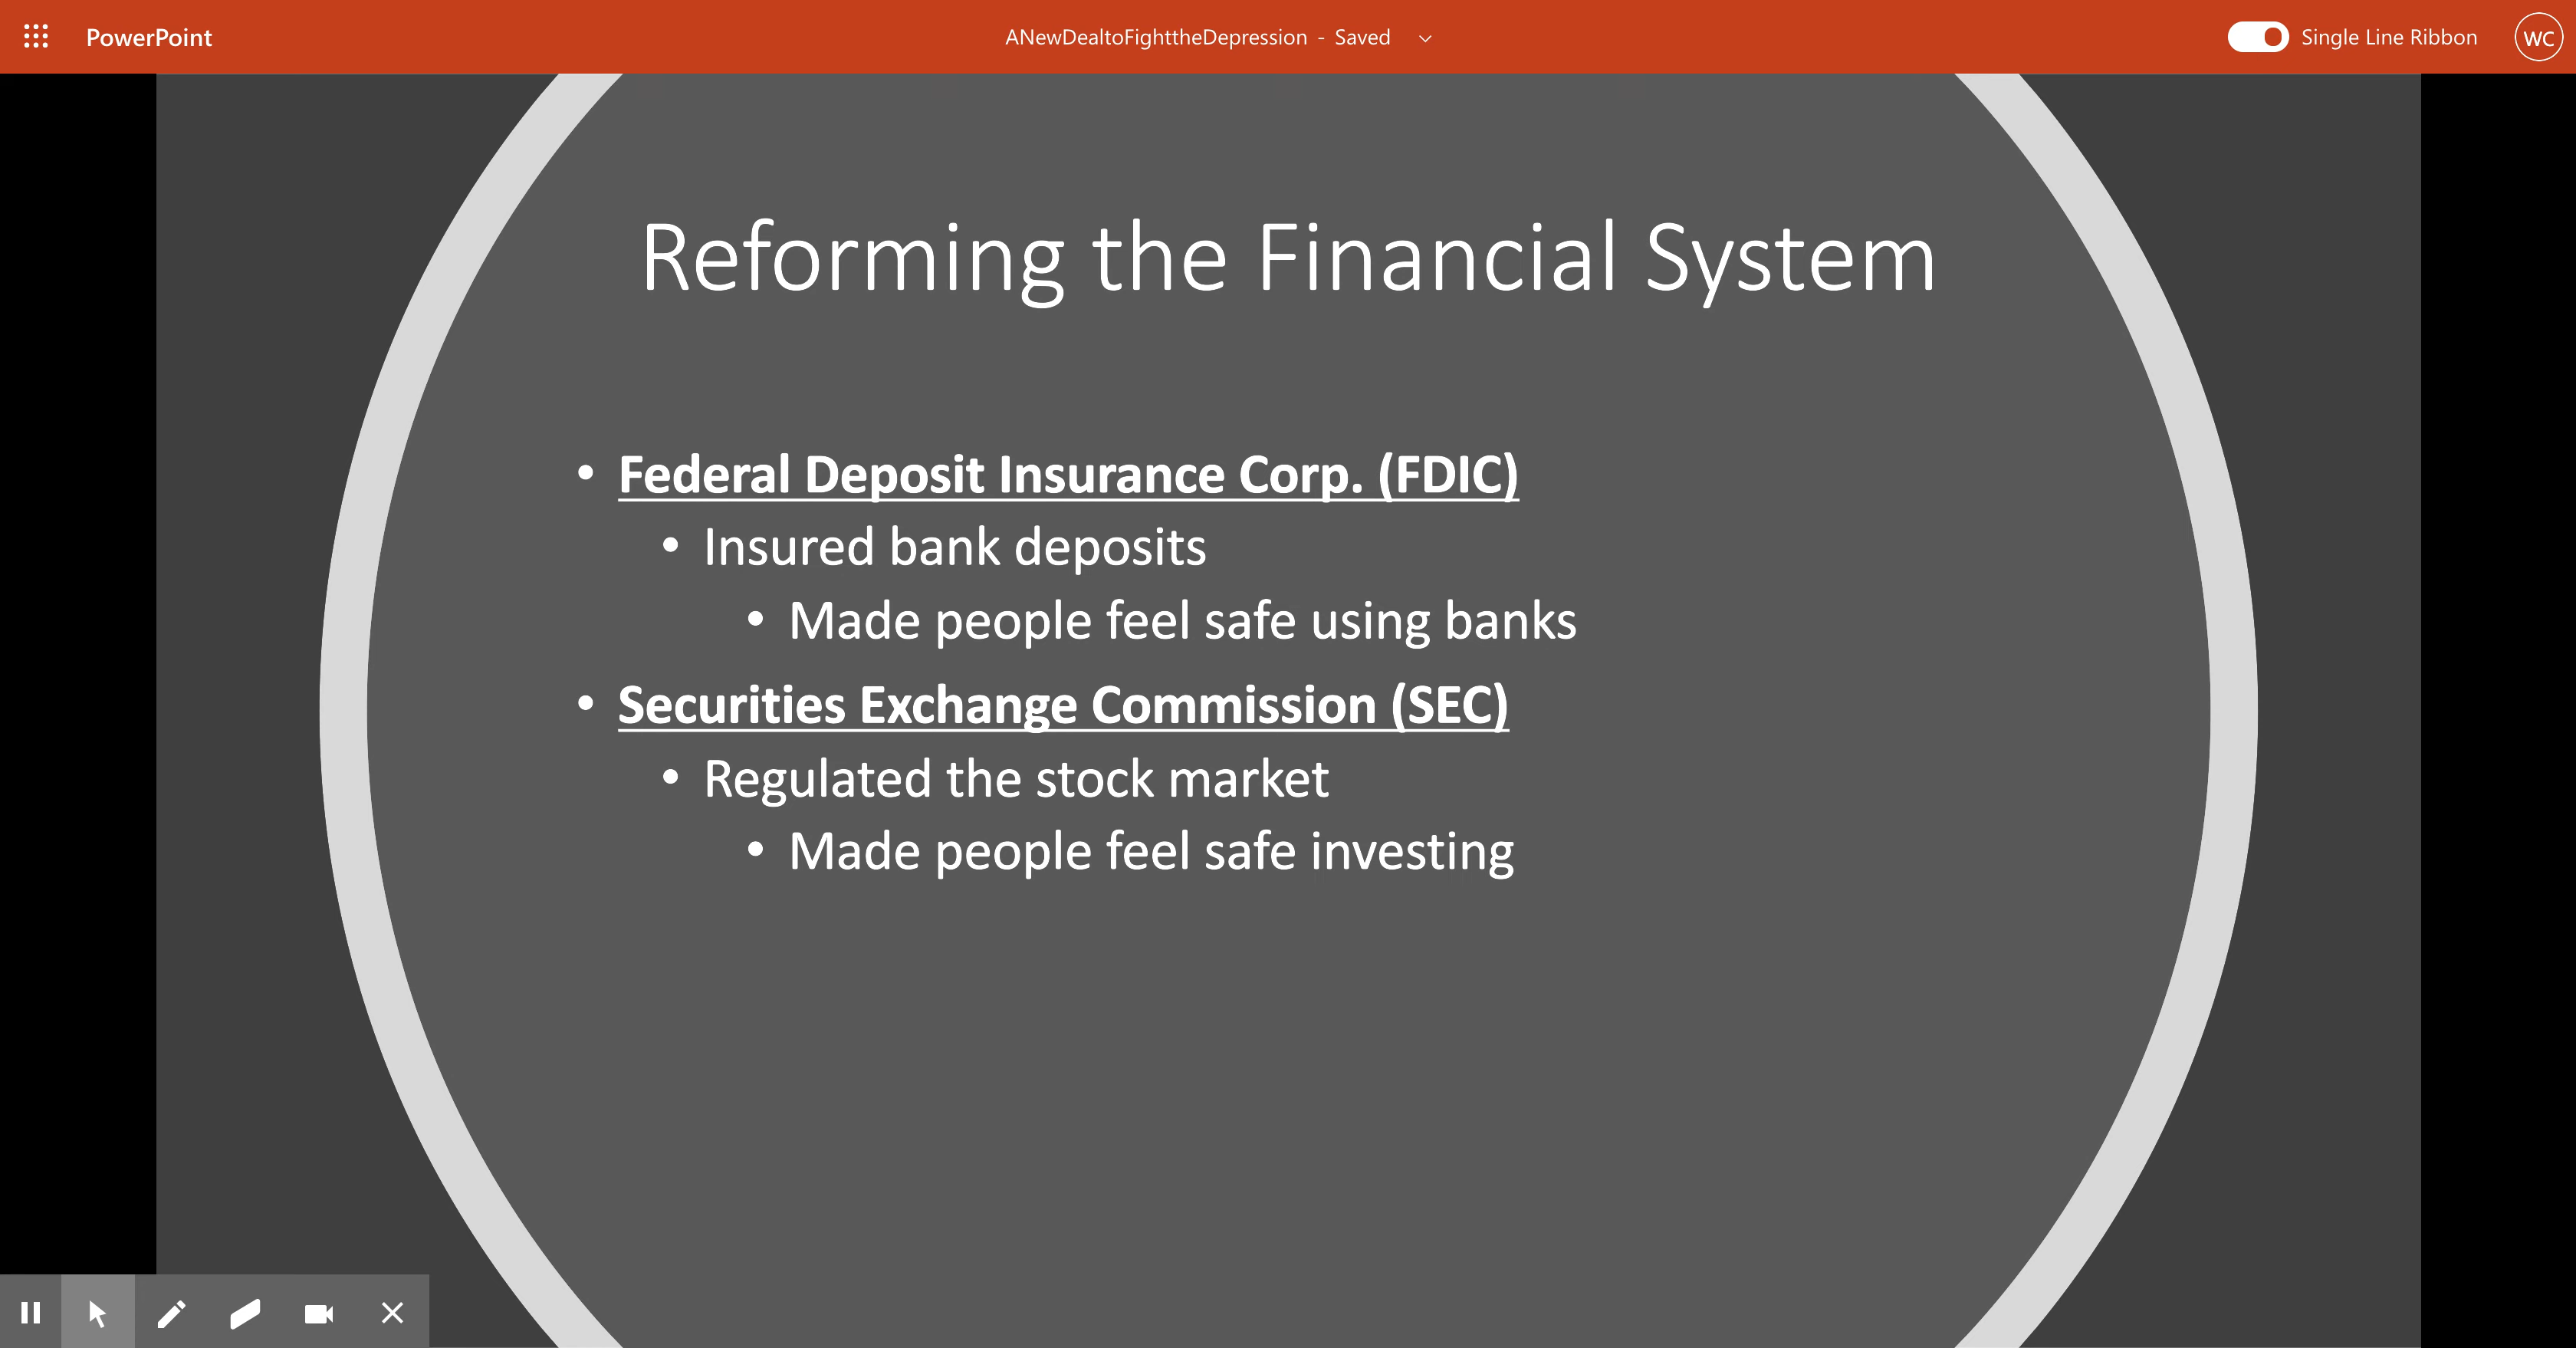 PowerPoint
ANewDealtoFighttheDepression - Saved
Single Line Ribbon
WC
Reforming the Financial System
• Federal Deposit Insurance Corp. (FDIC)
• Insured bank deposits
• Made people feel safe using banks
• Securities Exchange Commission (SEC)
• Regulated the stock market
• Made people feel safe investing